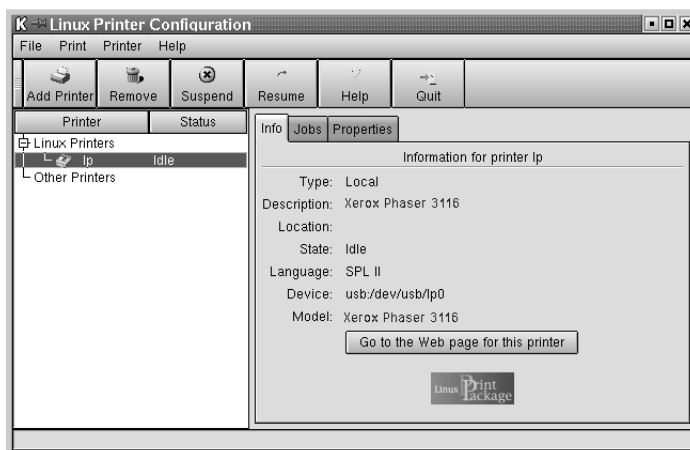 Linux Printer Configuration
File Print Printer Help
Add Printer Remove Suspend Resume Help Quit
Printer Status
Linux Printers
lp Idle
Other Printers
Info Jobs Properties
Information for printer lp
Type: Local
Description: Xerox Phaser 3116
Location:
State: Idle
Language: SPL II
Device: usb:/dev/usb/lp0
Model: Xerox Phaser 3116
Go to the Web page for this printer
Linux Print Package